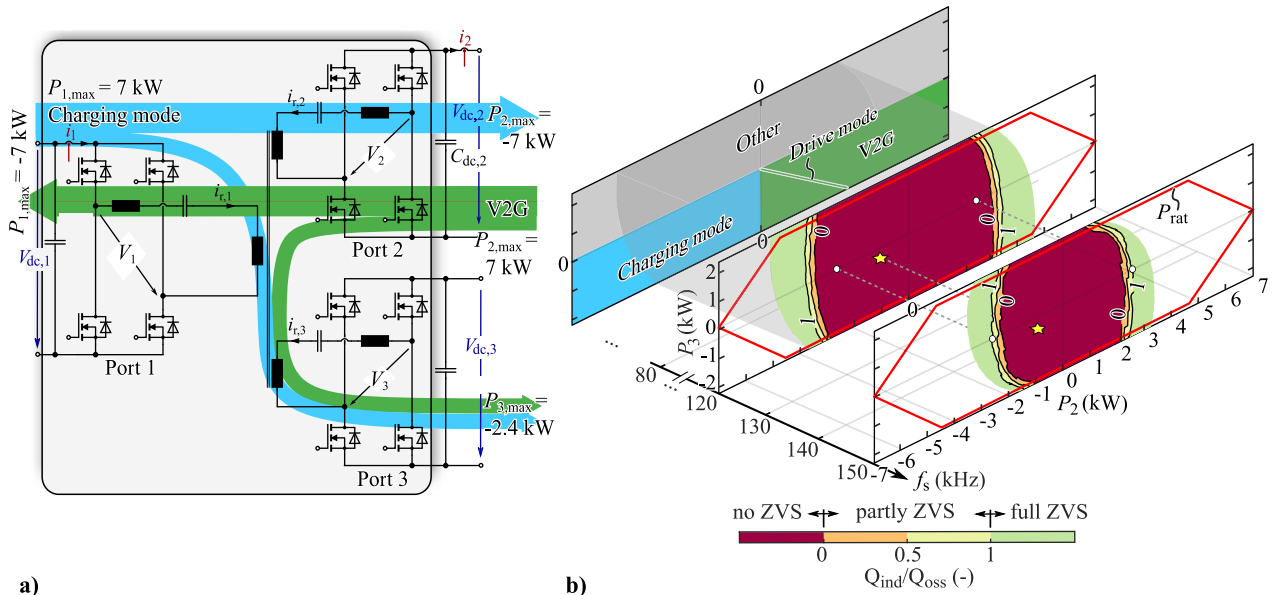 P1,max = 7 kW
Charging mode
i1
P1,max = -7 kW
Vdc,1
V1
ir,1
Port 1
ir,2
V2
i2
Vdc,2
Cdc,2
P2,max =
-7 kW
V2G
P2,max =
7 kW
Port 2
ir,3
V3
Vdc,3
P3,max =
-2.4 kW
Port 3
a)
0
Other
Drive mode
V2G
Charging mode
0
0
0
1
0
1
Prat
0
1
0
1
0
2
1
0
-1
-2
P3 (kW)
...
80
...
120
130
140
150
fs (kHz)
-7
-6
-5
-4
-3
-2
-1
0
1
2
3
4
5
6
7
P2 (kW)
no ZVS
partly ZVS
full ZVS
0
0.5
1
Qind/Qoss (-)
b)